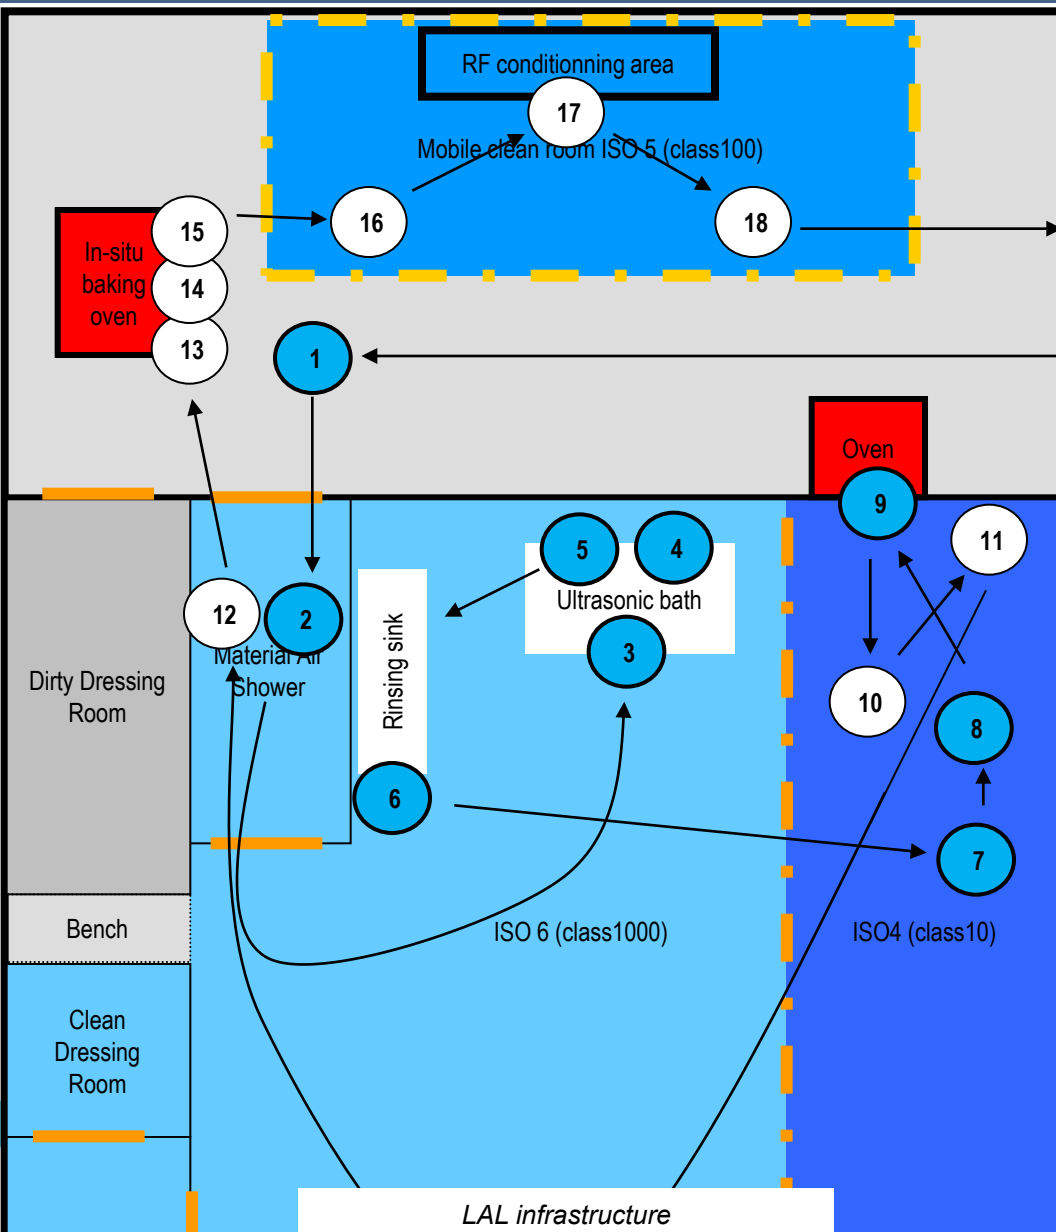 RF conditionning area
17
Mobile clean room ISO 5 (class100)
16
18
15
In-situ
baking
oven
14
13
1
Oven
9
11
5
4
Ultrasonic bath
3
12
2
Material Air
Shower
Rinsing sink
Dirty Dressing
Room
10
8
6
7
Bench
ISO 6 (class1000)
ISO4 (class10)
Clean
Dressing
Room
LAL infrastructure